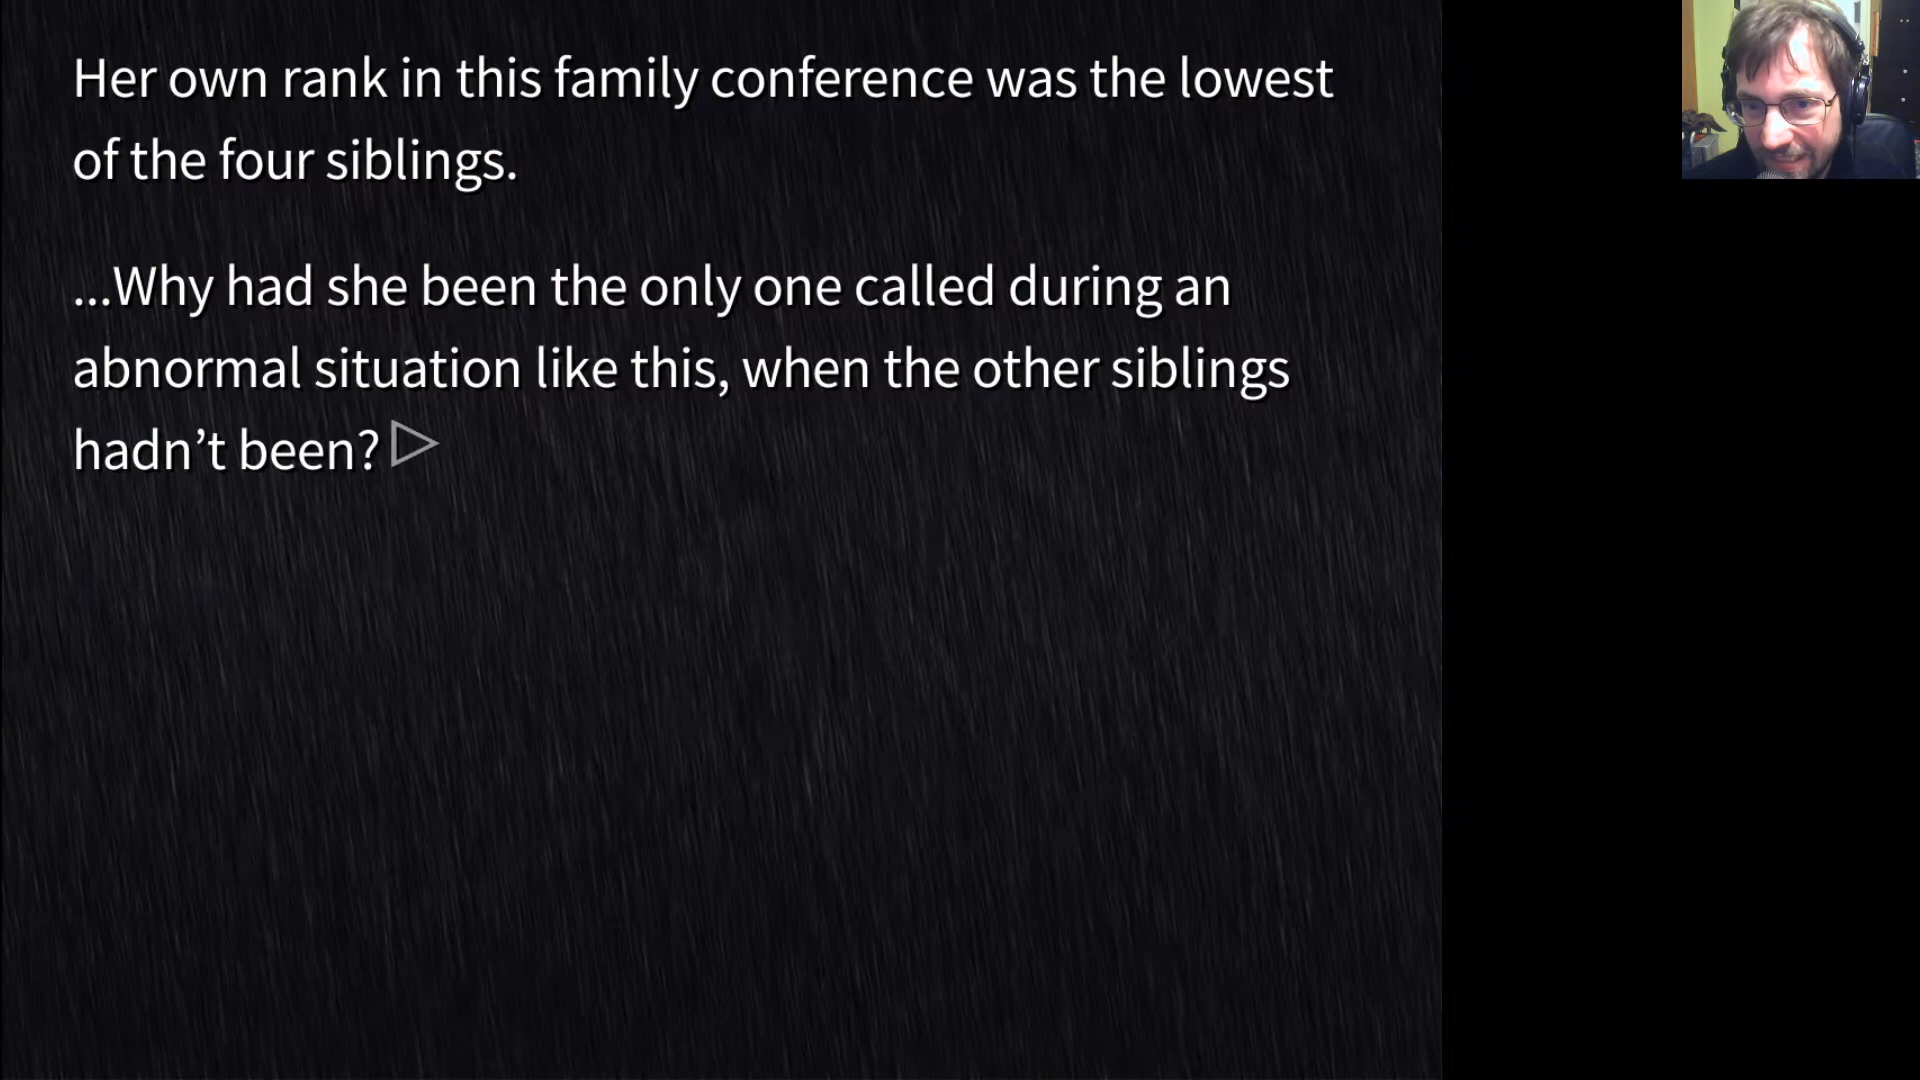 Her own rank in this family conference was the lowest
of the four siblings.
...Why had she been the only one called during an
abnormal situation like this, when the other siblings
hadn’t been?